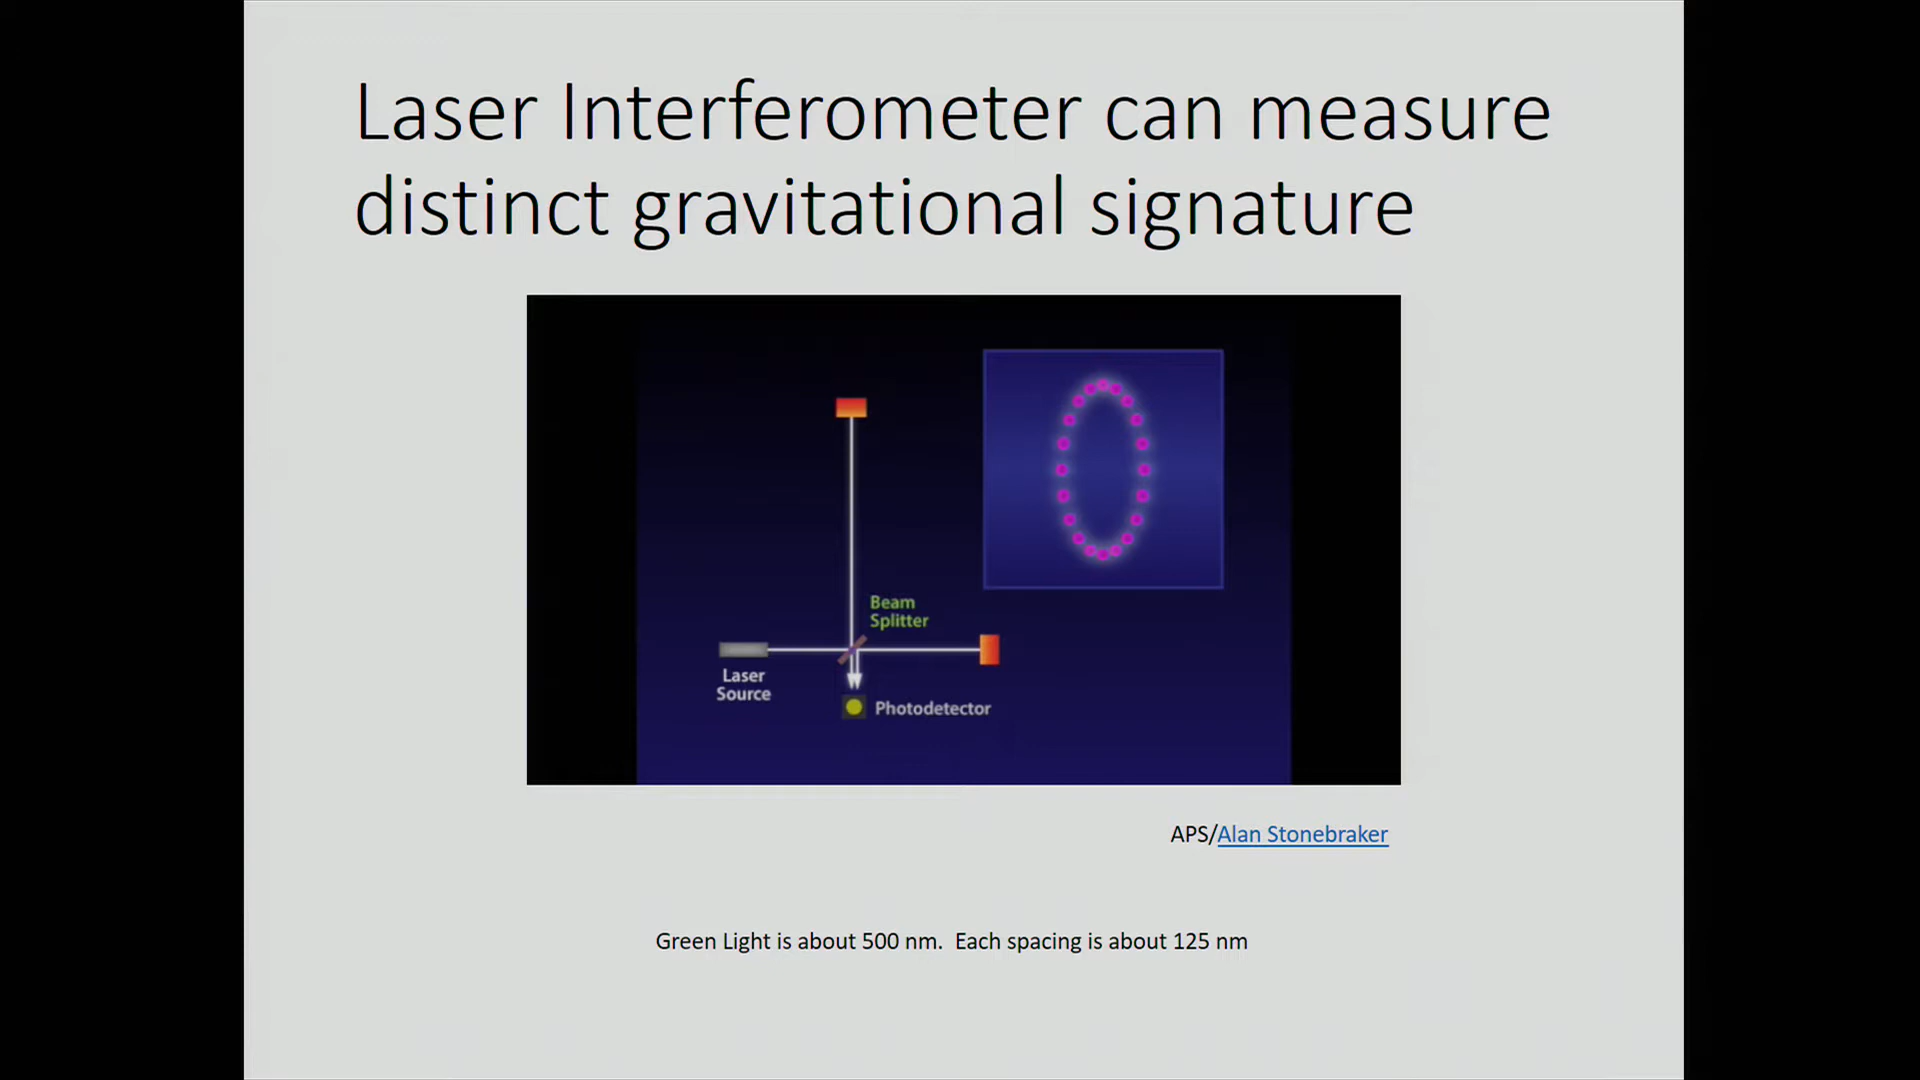 Laser Interferometer can measure
distinct gravitational signature
Beam
Splitter
Laser
Source
Photodetector
APS/Alan Stonebraker
Green Light is about 500 nm.  Each spacing is about 125 nm